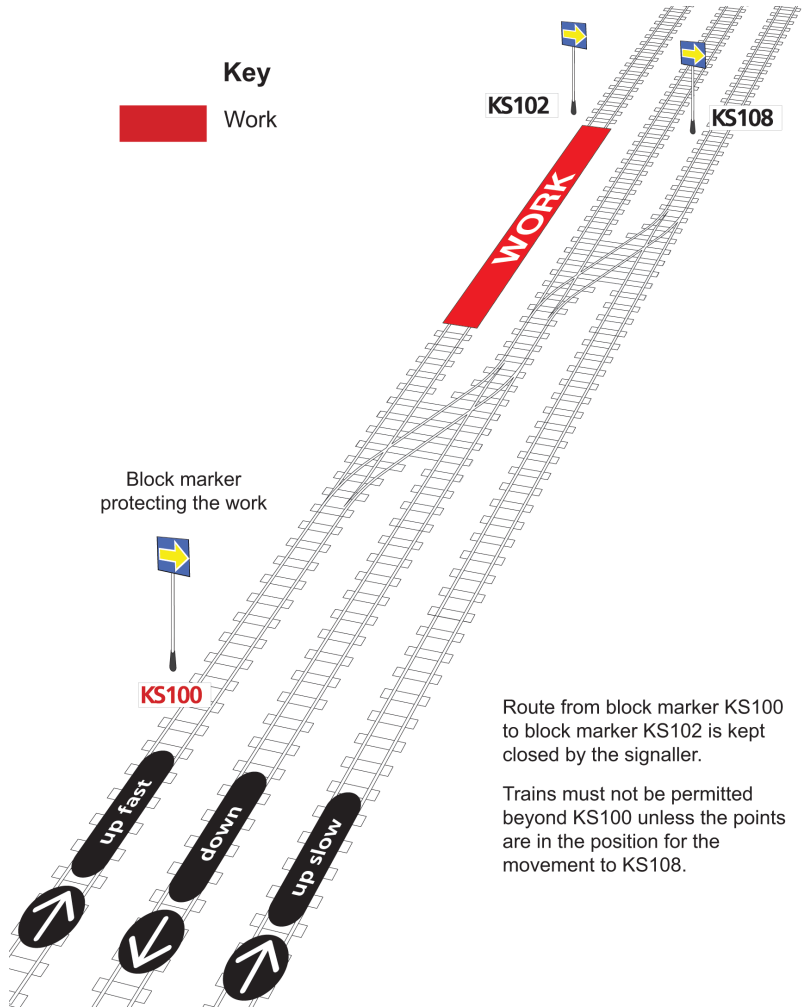 Key
Work
KS102
KS108
WORK
Block marker
protecting the work
KS100
Route from block marker KS100
to block marker KS102 is kept
closed by the signaller.
Trains must not be permitted
beyond KS100 unless the points
are in the position for the
movement to KS108.
up fast
down
up slow